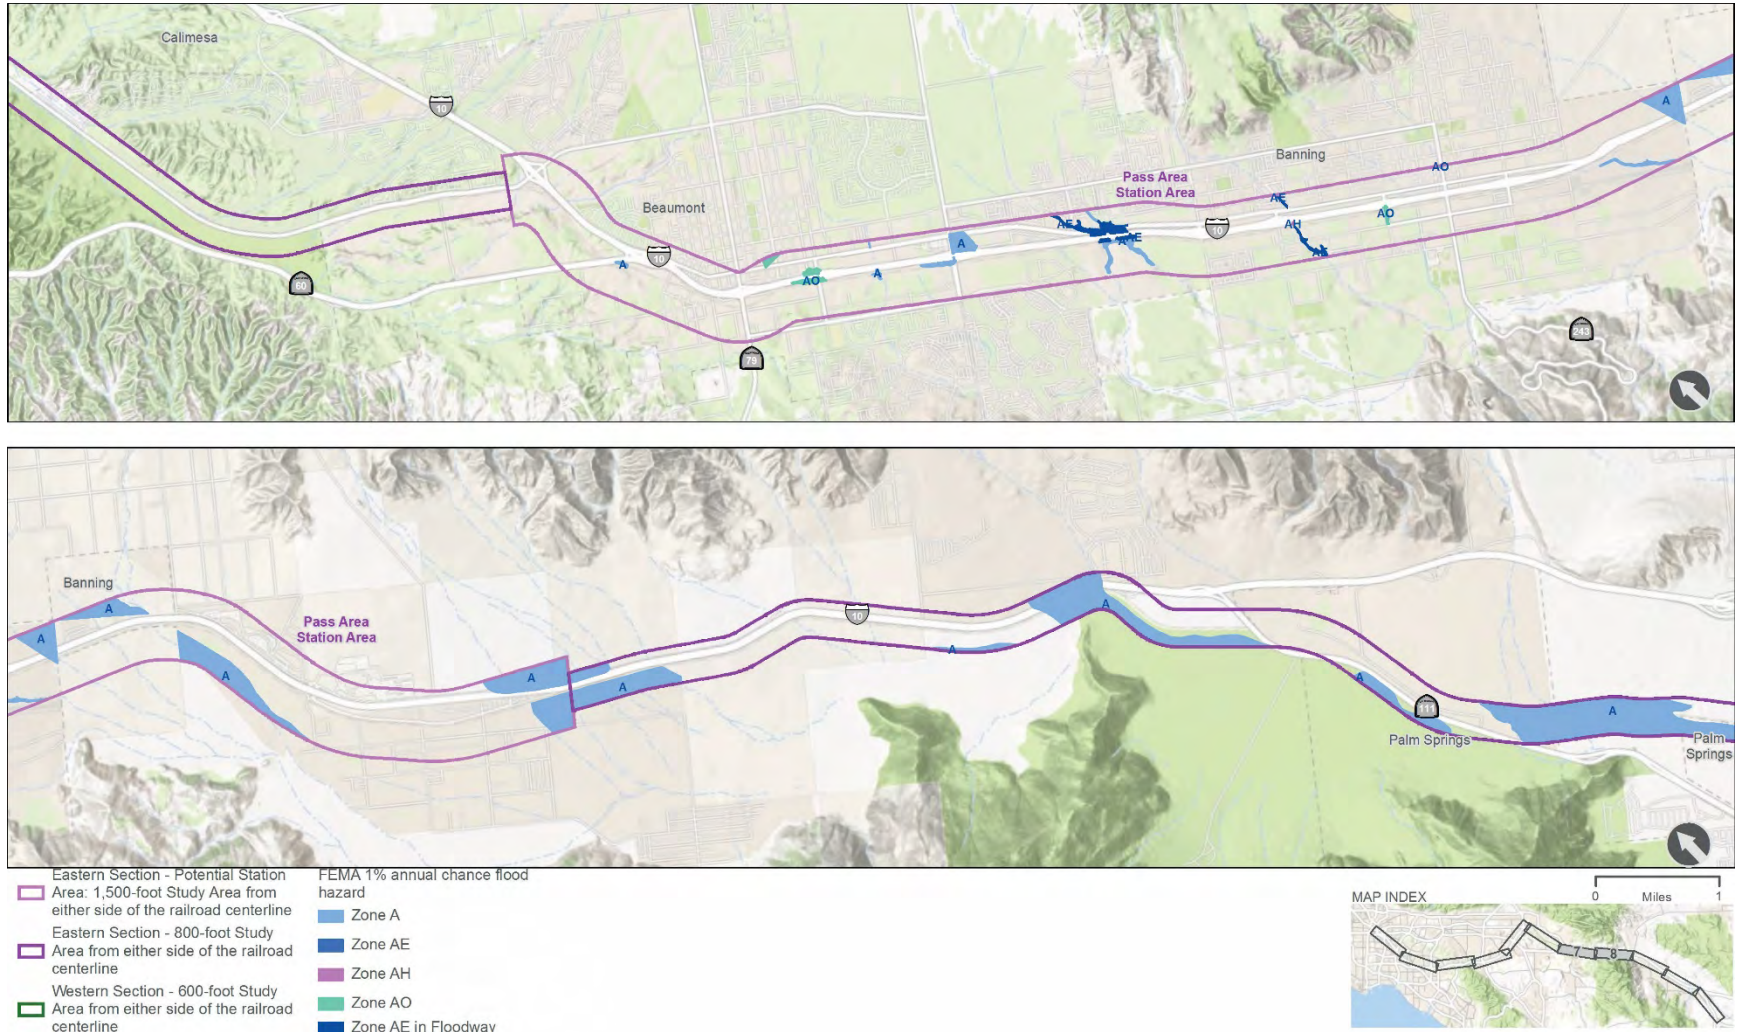 Calimesa
10
A
Banning
AO
Pass Area
Station Area
AE
Beaumont
AO
AE
AH
10
AE
A
A
10
A
60
AO
A
243
79
Banning
A
A
Pass Area
Station Area
10
A
A
A
A
A
A
111
A
Palm Springs
Palm
Springs
Eastern Section - Potential Station
Area: 1,500-foot Study Area from
either side of the railroad centerline
Eastern Section - 800-foot Study
Area from either side of the railroad
centerline
Western Section - 600-foot Study
Area from either side of the railroad
centerline
FEMA 1% annual chance flood
hazard
Zone A
Zone AE
Zone AH
Zone AO
Zone AE in Floodway
0 Miles 1
MAP INDEX
7
8